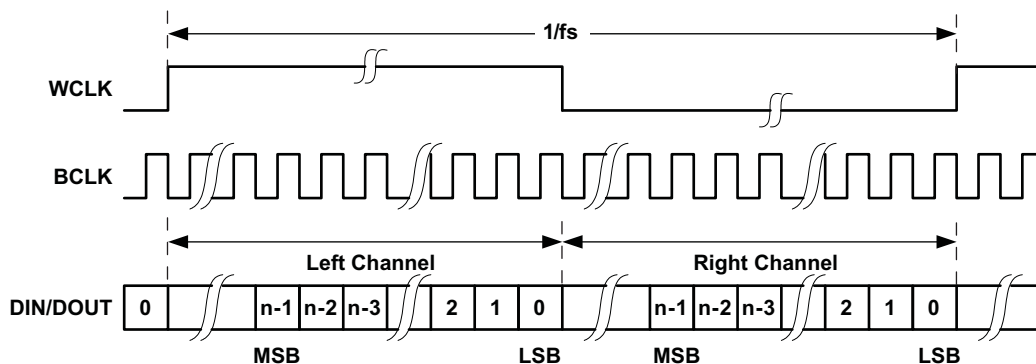 1/fs
WCLK
BCLK
Left Channel
Right Channel
DIN/DOUT
0 n-1 n-2 n-3 2 1 0 n-1 n-2 n-3 2 1 0
MSB LSB MSB LSB